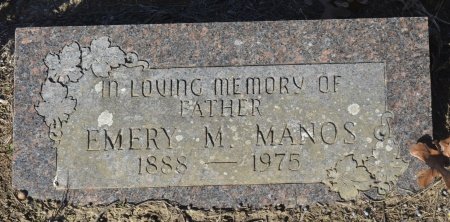 IN LOVING MEMORY OF
FATHER
EMERY M. MANOS
1888 — 1975